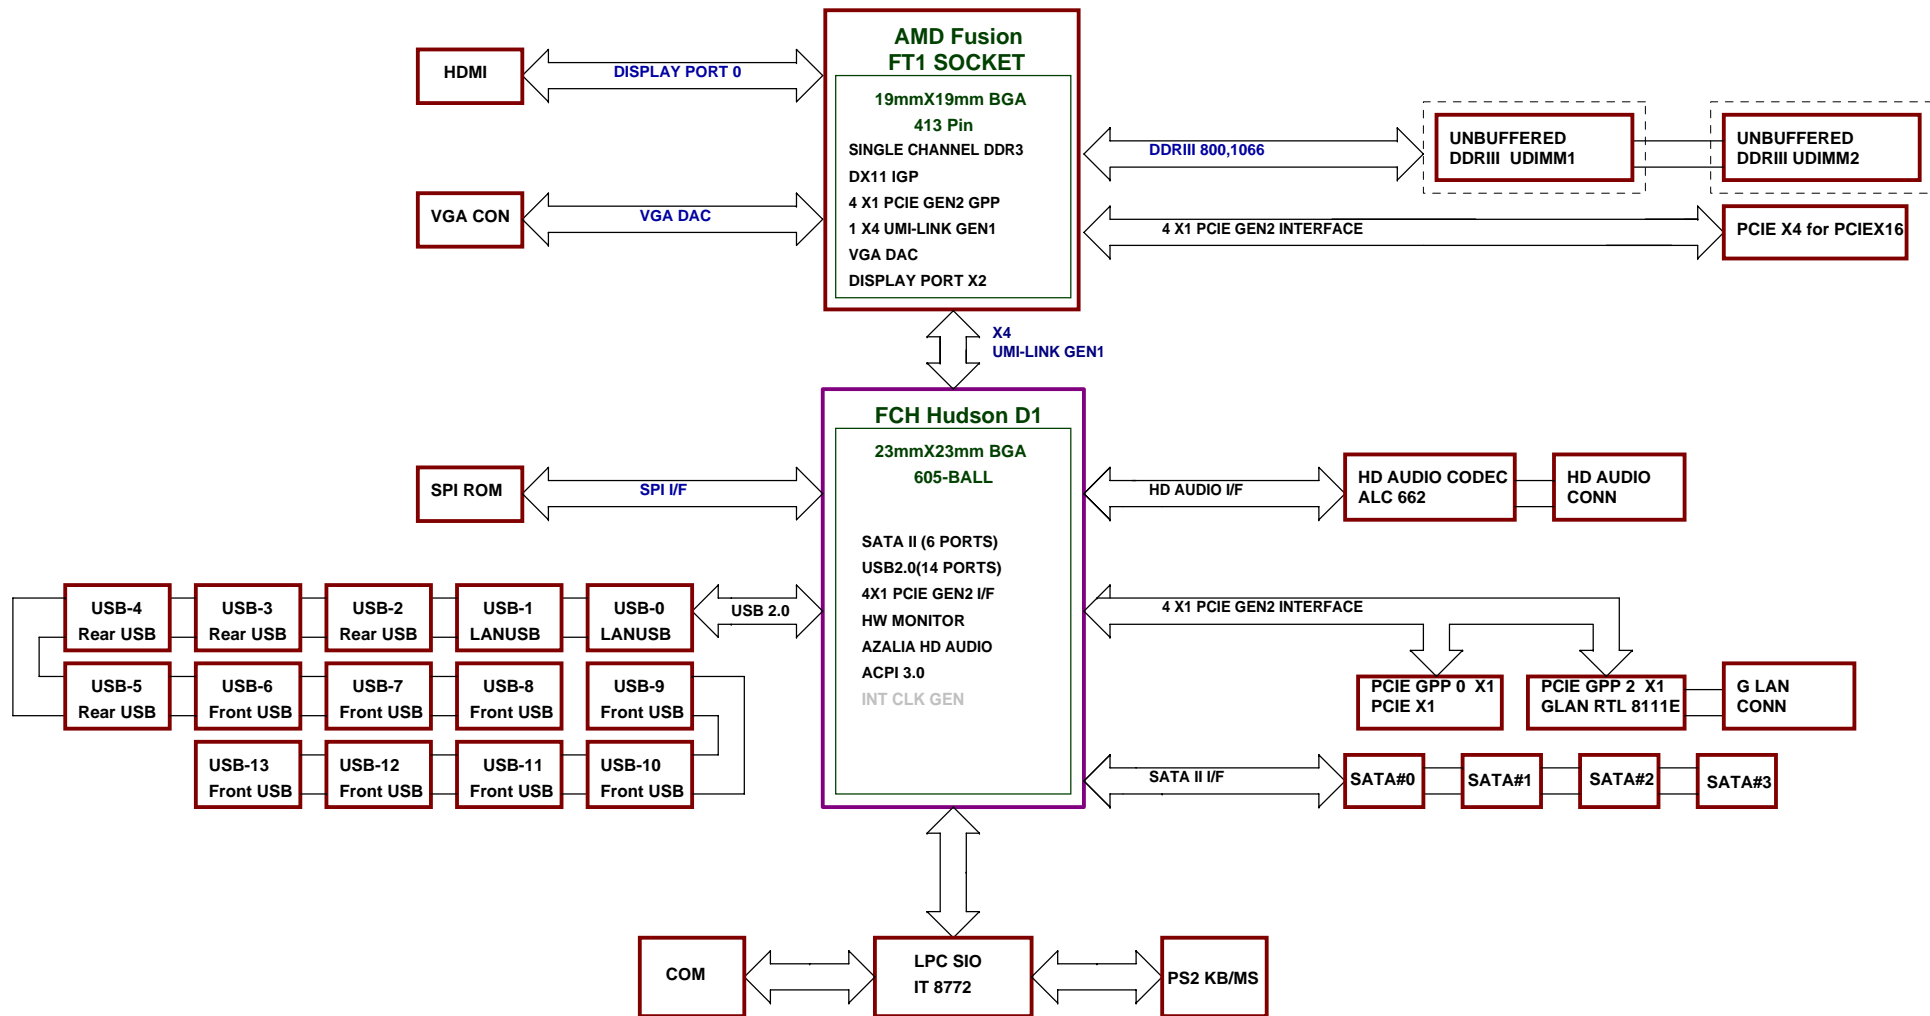 AMD Fusion
FT1 SOCKET
19mmX19mm BGA
413 Pin
SINGLE CHANNEL DDR3
DX11 IGP
4 X1 PCIE GEN2 GPP
1 X4 UMI-LINK GEN1
VGA DAC
DISPLAY PORT X2
HDMI
DISPLAY PORT 0
VGA CON
VGA DAC
DDRIII 800,1066
UNBUFFERED
DDRIII UDIMM1
UNBUFFERED
DDRIII UDIMM2
4 X1 PCIE GEN2 INTERFACE
PCIE X4 for PCIEX16
X4
UMI-LINK GEN1
FCH Hudson D1
23mmX23mm BGA
605-BALL
SATA II (6 PORTS)
USB2.0(14 PORTS)
4X1 PCIE GEN2 I/F
HW MONITOR
AZALIA HD AUDIO
ACPI 3.0
INT CLK GEN
SPI ROM
SPI I/F
HD AUDIO I/F
HD AUDIO CODEC
ALC 662
HD AUDIO
CONN
USB-4
Rear USB
USB-3
Rear USB
USB-2
Rear USB
USB-1
LANUSB
USB-0
LANUSB
USB 2.0
USB-5
Rear USB
USB-6
Front USB
USB-7
Front USB
USB-8
Front USB
USB-9
Front USB
USB-13
Front USB
USB-12
Front USB
USB-11
Front USB
USB-10
Front USB
4 X1 PCIE GEN2 INTERFACE
PCIE GPP 0 X1
PCIE X1
PCIE GPP 2 X1
GLAN RTL 8111E
G LAN
CONN
SATA II I/F
SATA#0
SATA#1
SATA#2
SATA#3
COM
LPC SIO
IT 8772
PS2 KB/MS